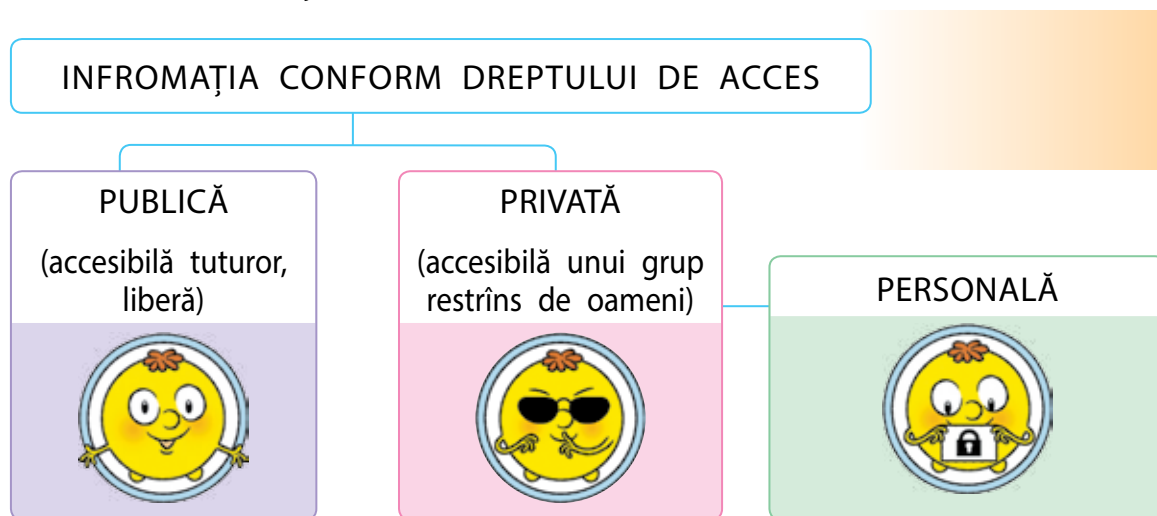 INFROMAȚIA CONFORM DREPTULUI DE ACCES
PUBLICĂ
(accesibilă tuturor,
liberă)
PRIVATĂ
(accesibilă unui grup
restrîns de oameni)
PERSONALĂ